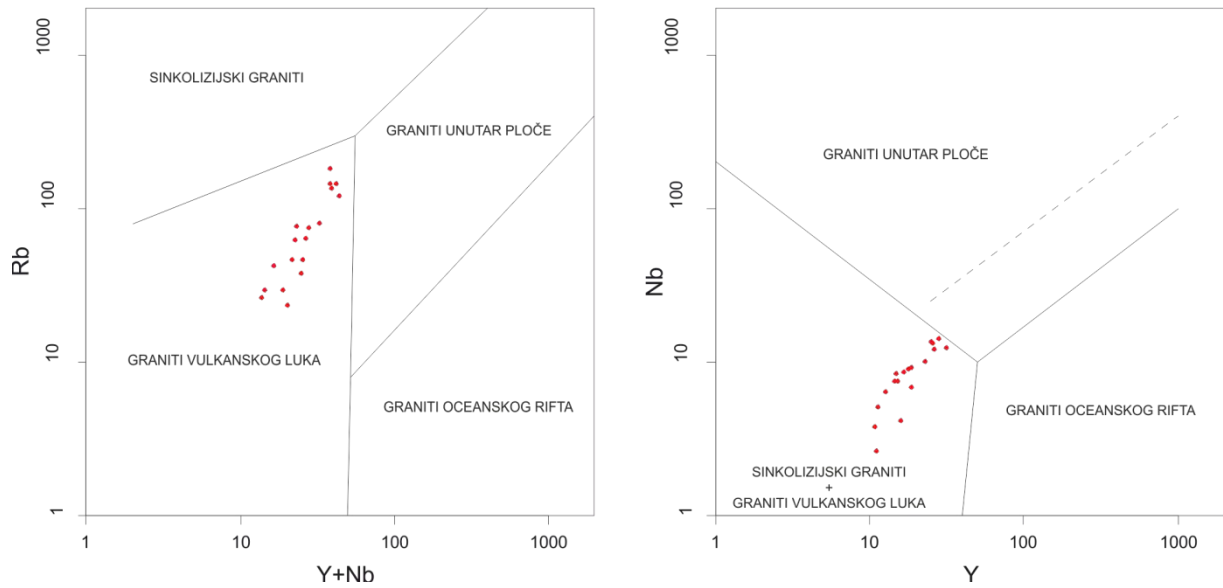 1000
100
10
1
Rb
SINKOLIZIJSKI GRANITI
GRANITI UNUTAR PLOČE
GRANITI VULKANSKOG LUKA
GRANITI OCEANSKOG RIFTA
1
10
100
1000
Y+Nb
1000
100
10
1
Nb
GRANITI UNUTAR PLOČE
GRANITI OCEANSKOG RIFTA
SINKOLIZIJSKI GRANITI
+
GRANITI VULKANSKOG LUKA
1
10
100
1000
Y